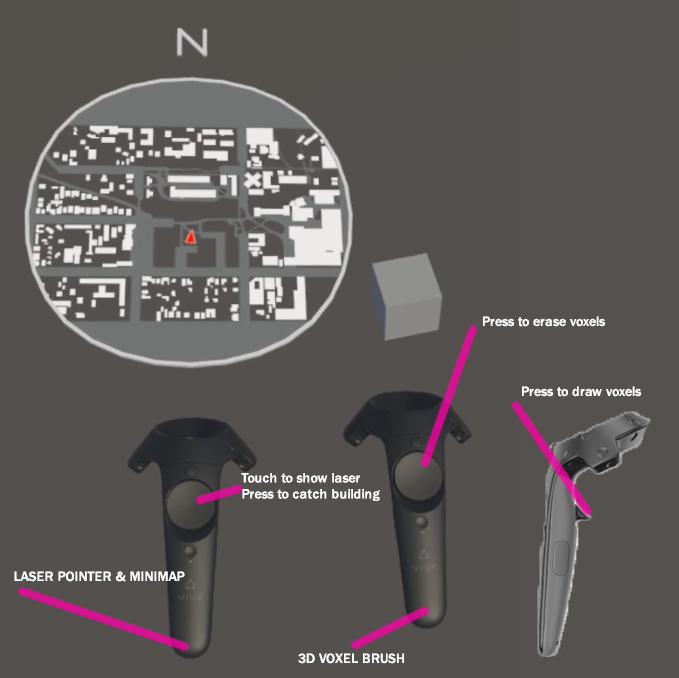 N
Press to erase voxels
Press to draw voxels
Touch to show laser
Press to catch building
LASER POINTER & MINIMAP
VIVE
VIVE
3D VOXEL BRUSH